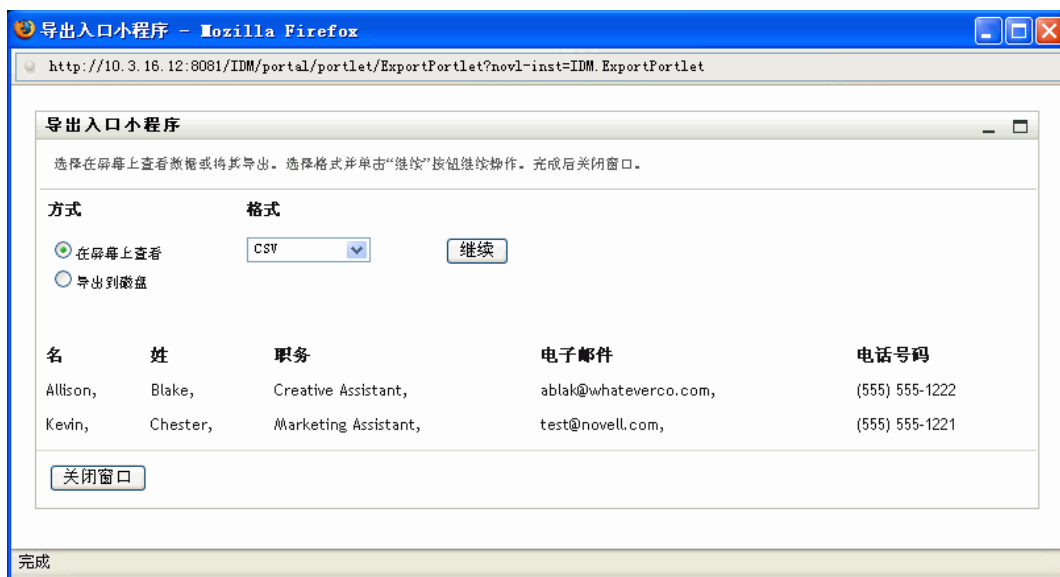 导出入口小程序 - Mozilla Firefox
http://10.3.16.12:8081/IDM/portal/portlet/ExportPortlet?novl-inst=IDM.ExportPortlet
导出入口小程序
选择在屏幕上查看数据或将其导出。选择格式并单击“继续”按钮继续操作。完成后关闭窗口。
方式 格式
在屏幕上查看 CSV 继续
导出到磁盘
名 姓 职务 电子邮件 电话号码
Allison, Blake, Creative Assistant, ablak@whateverco.com, (555) 555-1222
Kevin, Chester, Marketing Assistant, test@novell.com, (555) 555-1221
关闭窗口
完成